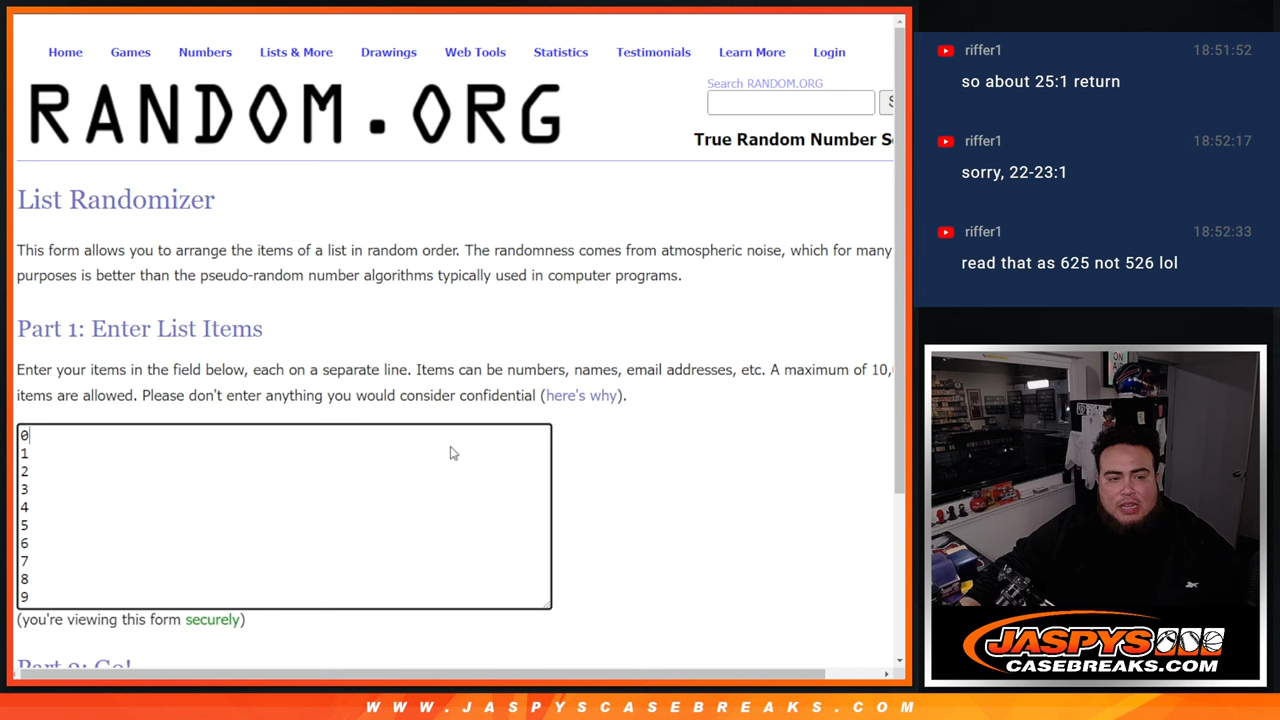 Home Games Numbers Lists & More Drawings Web Tools Statistics Testimonials Learn More Login
RANDOM.ORG
Search RANDOM.ORG
S
True Random Number Se
List Randomizer
This form allows you to arrange the items of a list in random order. The randomness comes from atmospheric noise, which for many
purposes is better than the pseudo-random number algorithms typically used in computer programs.
Part 1: Enter List Items
Enter your items in the field below, each on a separate line. Items can be numbers, names, email addresses, etc. A maximum of 10,
items are allowed. Please don't enter anything you would consider confidential (here's why).
0
1
2
3
4
5
6
7
8
9
(you're viewing this form securely)
Part 2: Go!
riffer1 18:51:52
so about 25:1 return
riffer1 18:52:17
sorry, 22-23:1
riffer1 18:52:33
read that as 625 not 526 lol
ON
AIR
JASPYS
CASEBREAKS.COM
WWW.JASPYSCASEBREAKS.COM